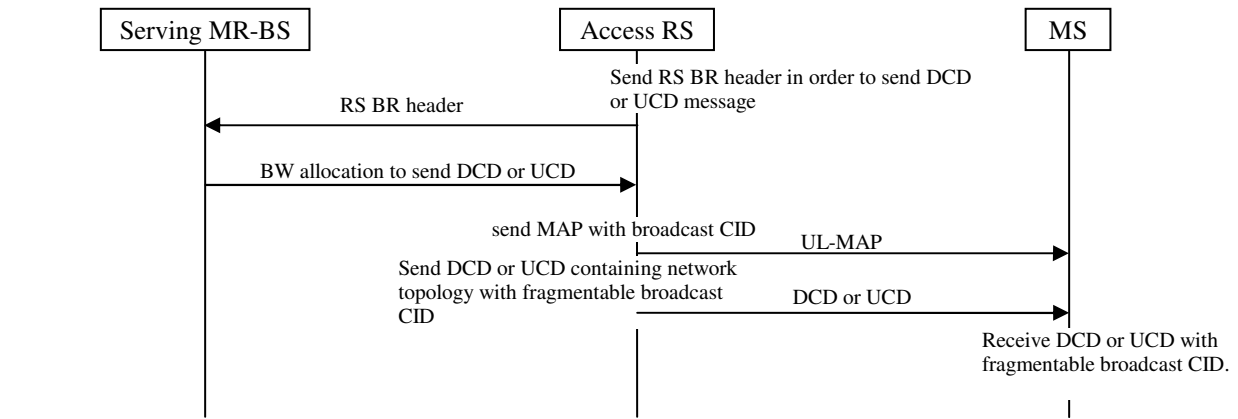 Serving MR-BS
Access RS
MS
Send RS BR header in order to send DCD
or UCD message
RS BR header
BW allocation to send DCD or UCD
send MAP with broadcast CID
UL-MAP
Send DCD or UCD containing network
topology with fragmentable broadcast
CID
DCD or UCD
Receive DCD or UCD with
fragmentable broadcast CID.